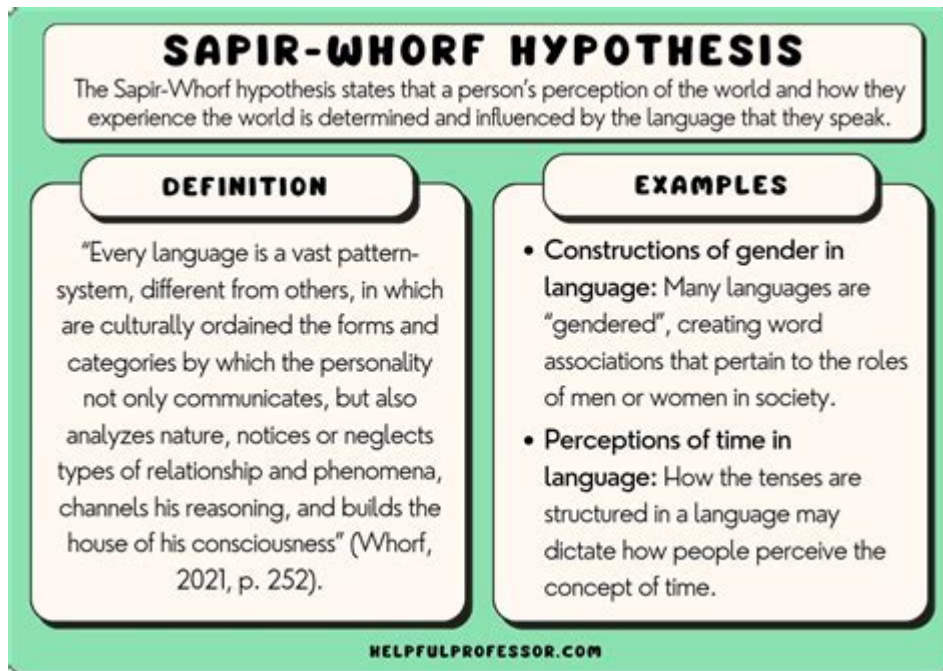 SAPIR-WHORF HYPOTHESIS
The Sapir-Whorf hypothesis states that a person's perception of the world and how they
experience the world is determined and influenced by the language that they speak.
DEFINITION
"Every language is a vast pattern-
system, different from others, in which
are culturally ordained the forms and
categories by which the personality
not only communicates, but also
analyzes nature, notices or neglects
types of relationship and phenomena,
channels his reasoning, and builds the
house of his consciousness" (Whorf,
2021, p. 252).
EXAMPLES
• Constructions of gender in
language: Many languages are
"gendered", creating word
associations that pertain to the roles
of men or women in society.
• Perceptions of time in
language: How the tenses are
structured in a language may
dictate how people perceive the
concept of time.
HELPFULPROFESSOR.COM